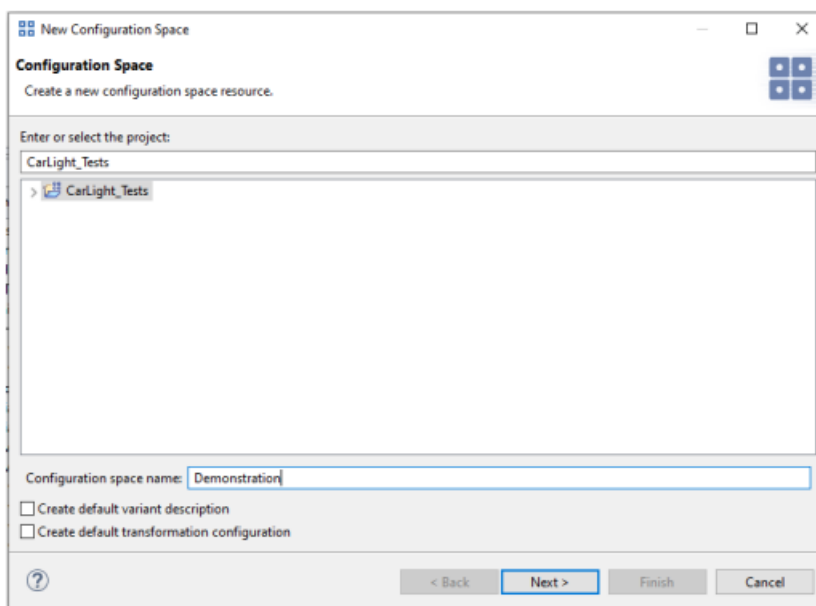 New Configuration Space
Configuration Space
Create a new configuration space resource.
Enter or select the project:
CarLight_Tests
CarLight_Tests
Configuration space name: Demonstration
Create default variant description
Create default transformation configuration
? < Back Next > Finish Cancel